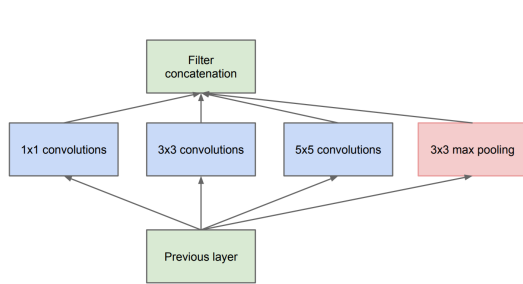 Filter
concatenation
1x1 convolutions
3x3 convolutions
5x5 convolutions
3x3 max pooling
Previous layer